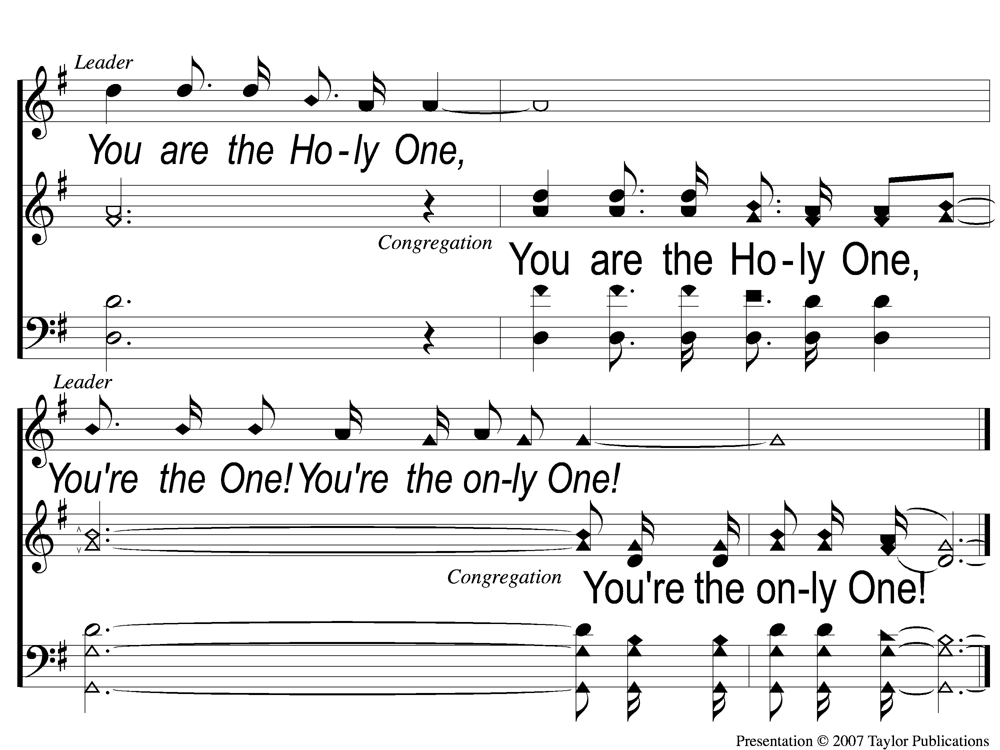 Leader
You are the Ho - ly One,
Congregation
You are the Ho - ly One,
Leader
You're the One! You're the on-ly One!
Congregation
You're the on-ly One!
Presentation © 2007 Taylor Publications